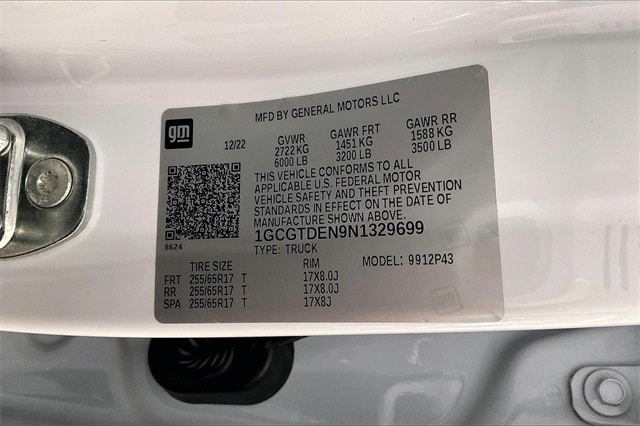 MFD BY GENERAL MOTORS LLC
gm
12/22 GVWR GAWR FRT GAWR RR
2722 KG 1451 KG 1588 KG
6000 LB 3200 LB 3500 LB
THIS VEHICLE CONFORMS TO ALL
APPLICABLE U.S. FEDERAL MOTOR
VEHICLE SAFETY AND THEFT PREVENTION
STANDARDS IN EFFECT ON THE DATE OF
MANUFACTURE SHOWN ABOVE.
8624 1GCGTDEN9N1329699
TYPE: TRUCK
TIRE SIZE RIM MODEL: 9912P43
FRT 255/65R17 T 17X8.0J
RR 255/65R17 T 17X8.0J
SPA 255/65R17 T 17X8J